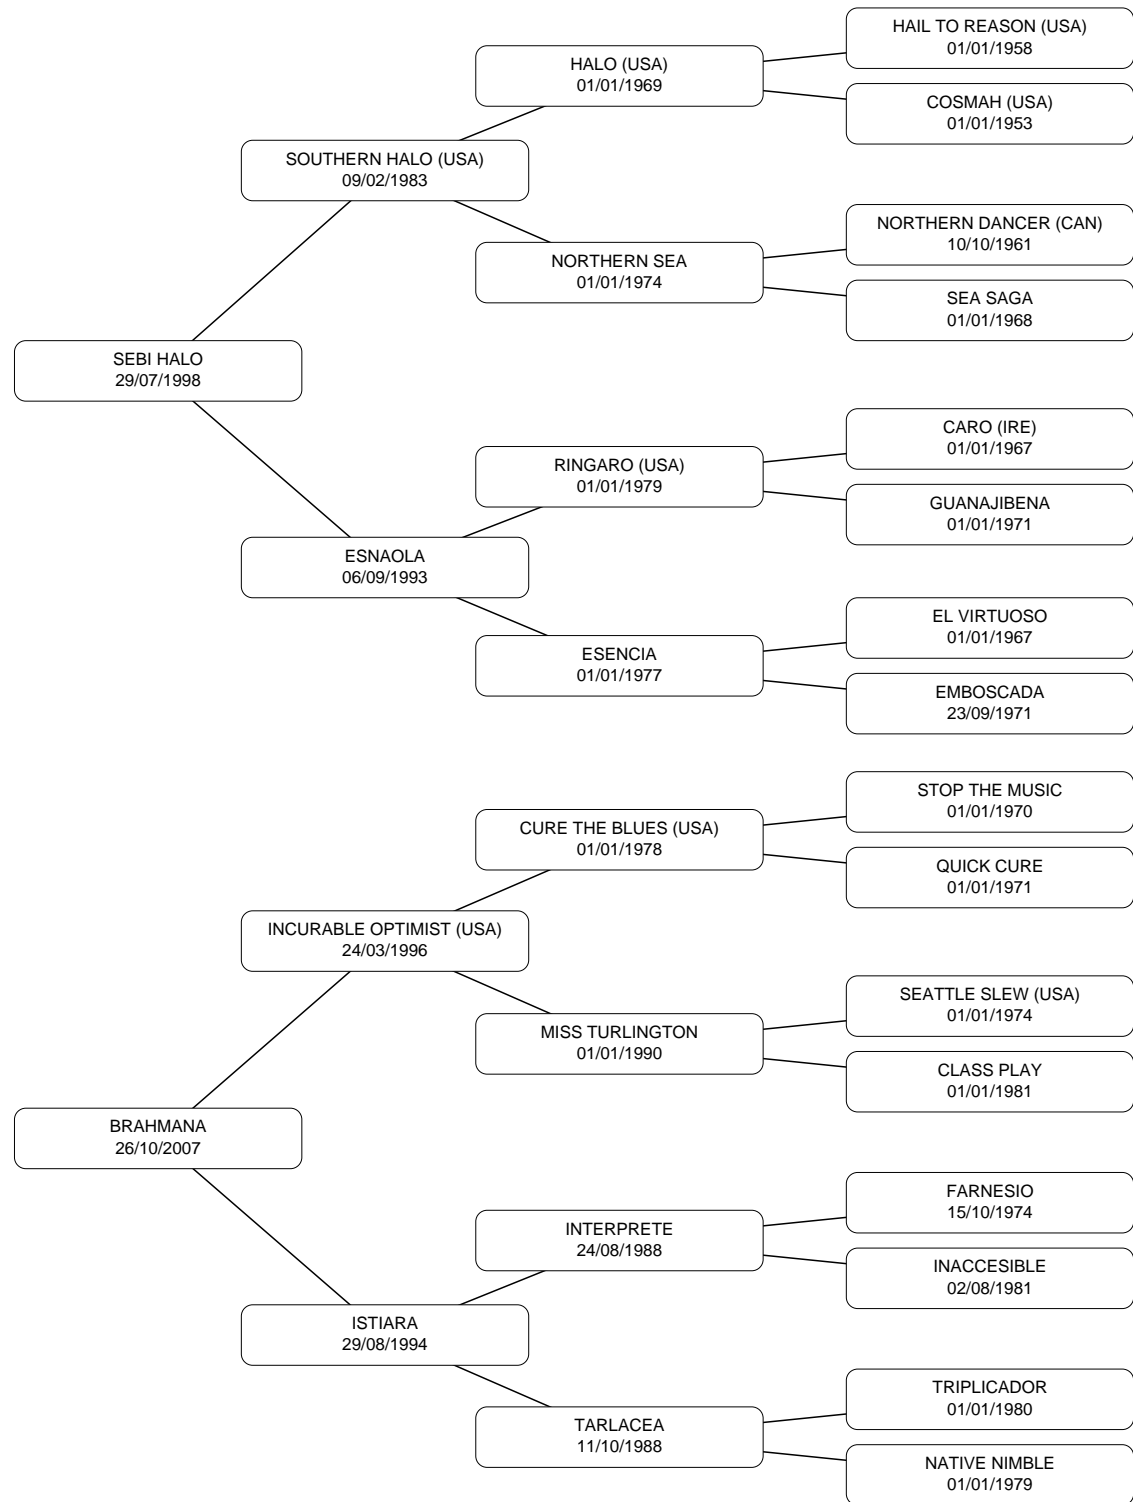 HAIL TO REASON (USA)
01/01/1958
HALO (USA)
01/01/1969
COSMAH (USA)
01/01/1953
SOUTHERN HALO (USA)
09/02/1983
NORTHERN DANCER (CAN)
10/10/1961
NORTHERN SEA
01/01/1974
SEA SAGA
01/01/1968
SEBI HALO
29/07/1998
CARO (IRE)
01/01/1967
RINGARO (USA)
01/01/1979
GUANAJIBENA
01/01/1971
ESNAOLA
06/09/1993
EL VIRTUOSO
01/01/1967
ESENCIA
01/01/1977
EMBOSCADA
23/09/1971
STOP THE MUSIC
01/01/1970
CURE THE BLUES (USA)
01/01/1978
QUICK CURE
01/01/1971
INCURABLE OPTIMIST (USA)
24/03/1996
SEATTLE SLEW (USA)
01/01/1974
MISS TURLINGTON
01/01/1990
CLASS PLAY
01/01/1981
BRAHMANA
26/10/2007
FARNESIO
15/10/1974
INTERPRETE
24/08/1988
INACCESIBLE
02/08/1981
ISTIARA
29/08/1994
TRIPLICADOR
01/01/1980
TARLACEA
11/10/1988
NATIVE NIMBLE
01/01/1979